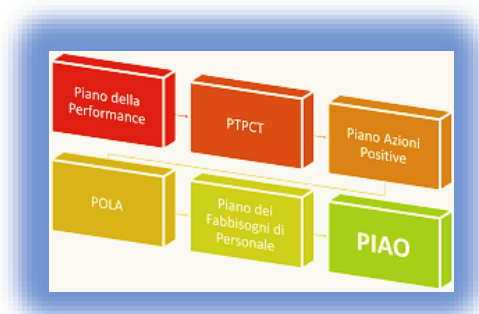 Piano della
Performance
PTPCT
Piano Azioni
Positive
POLA
Piano dei
Fabbisogni di
Personale
PIAO